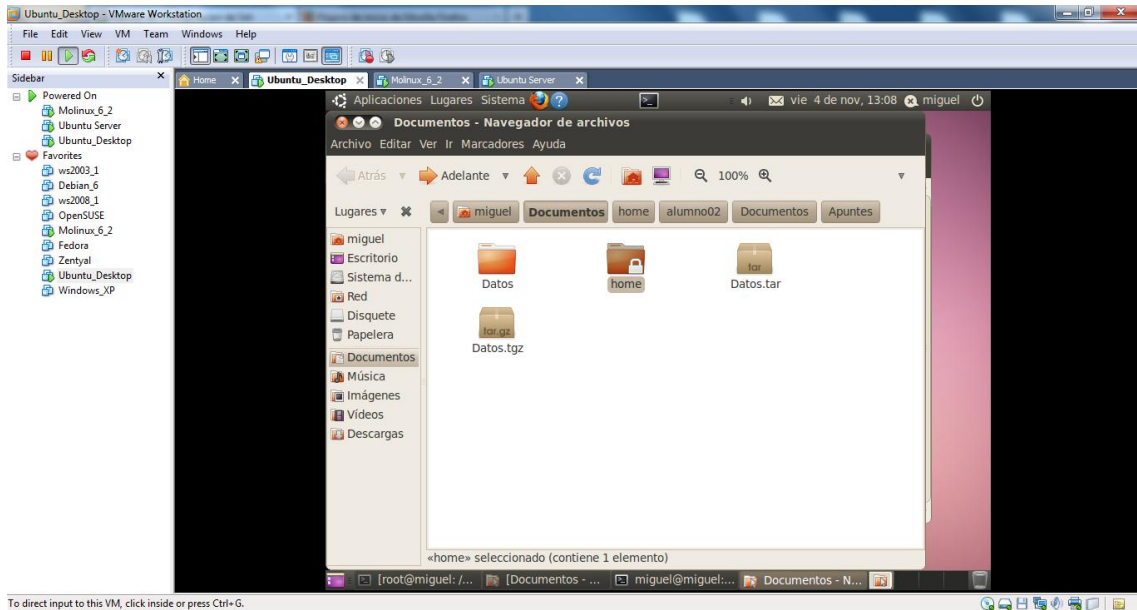 Ubuntu_Desktop - VMware Workstation
File Edit View VM Team Windows Help
Sidebar
Home Ubuntu_Desktop Molinux_6_2 Ubuntu Server
Powered On
Molinux_6_2
Ubuntu Server
Ubuntu_Desktop
Favorites
ws2003_1
Debian_6
ws2008_1
OpenSUSE
Molinux_6_2
Fedora
Zentyal
Ubuntu_Desktop
Windows_XP
Aplicaciones Lugares Sistema vie 4 de nov, 13:08 miguel
Documentos - Navegador de archivos
Archivo Editar Ver Ir Marcadores Ayuda
Atrás Adelante 100%
Lugares miguel Documentos home alumno02 Documentos Apuntes
miguel
Escritorio
Sistema d...
Red
Disquete
Papelera
Documentos
Música
Imágenes
Vídeos
Descargas
tar
Datos home Datos.tar
tar.gz
Datos.tgz
«home» seleccionado (contiene 1 elemento)
[root@miguel: /... [Documentos - ... miguel@miguel:... Documentos - N...
To direct input to this VM, click inside or press Ctrl+G.